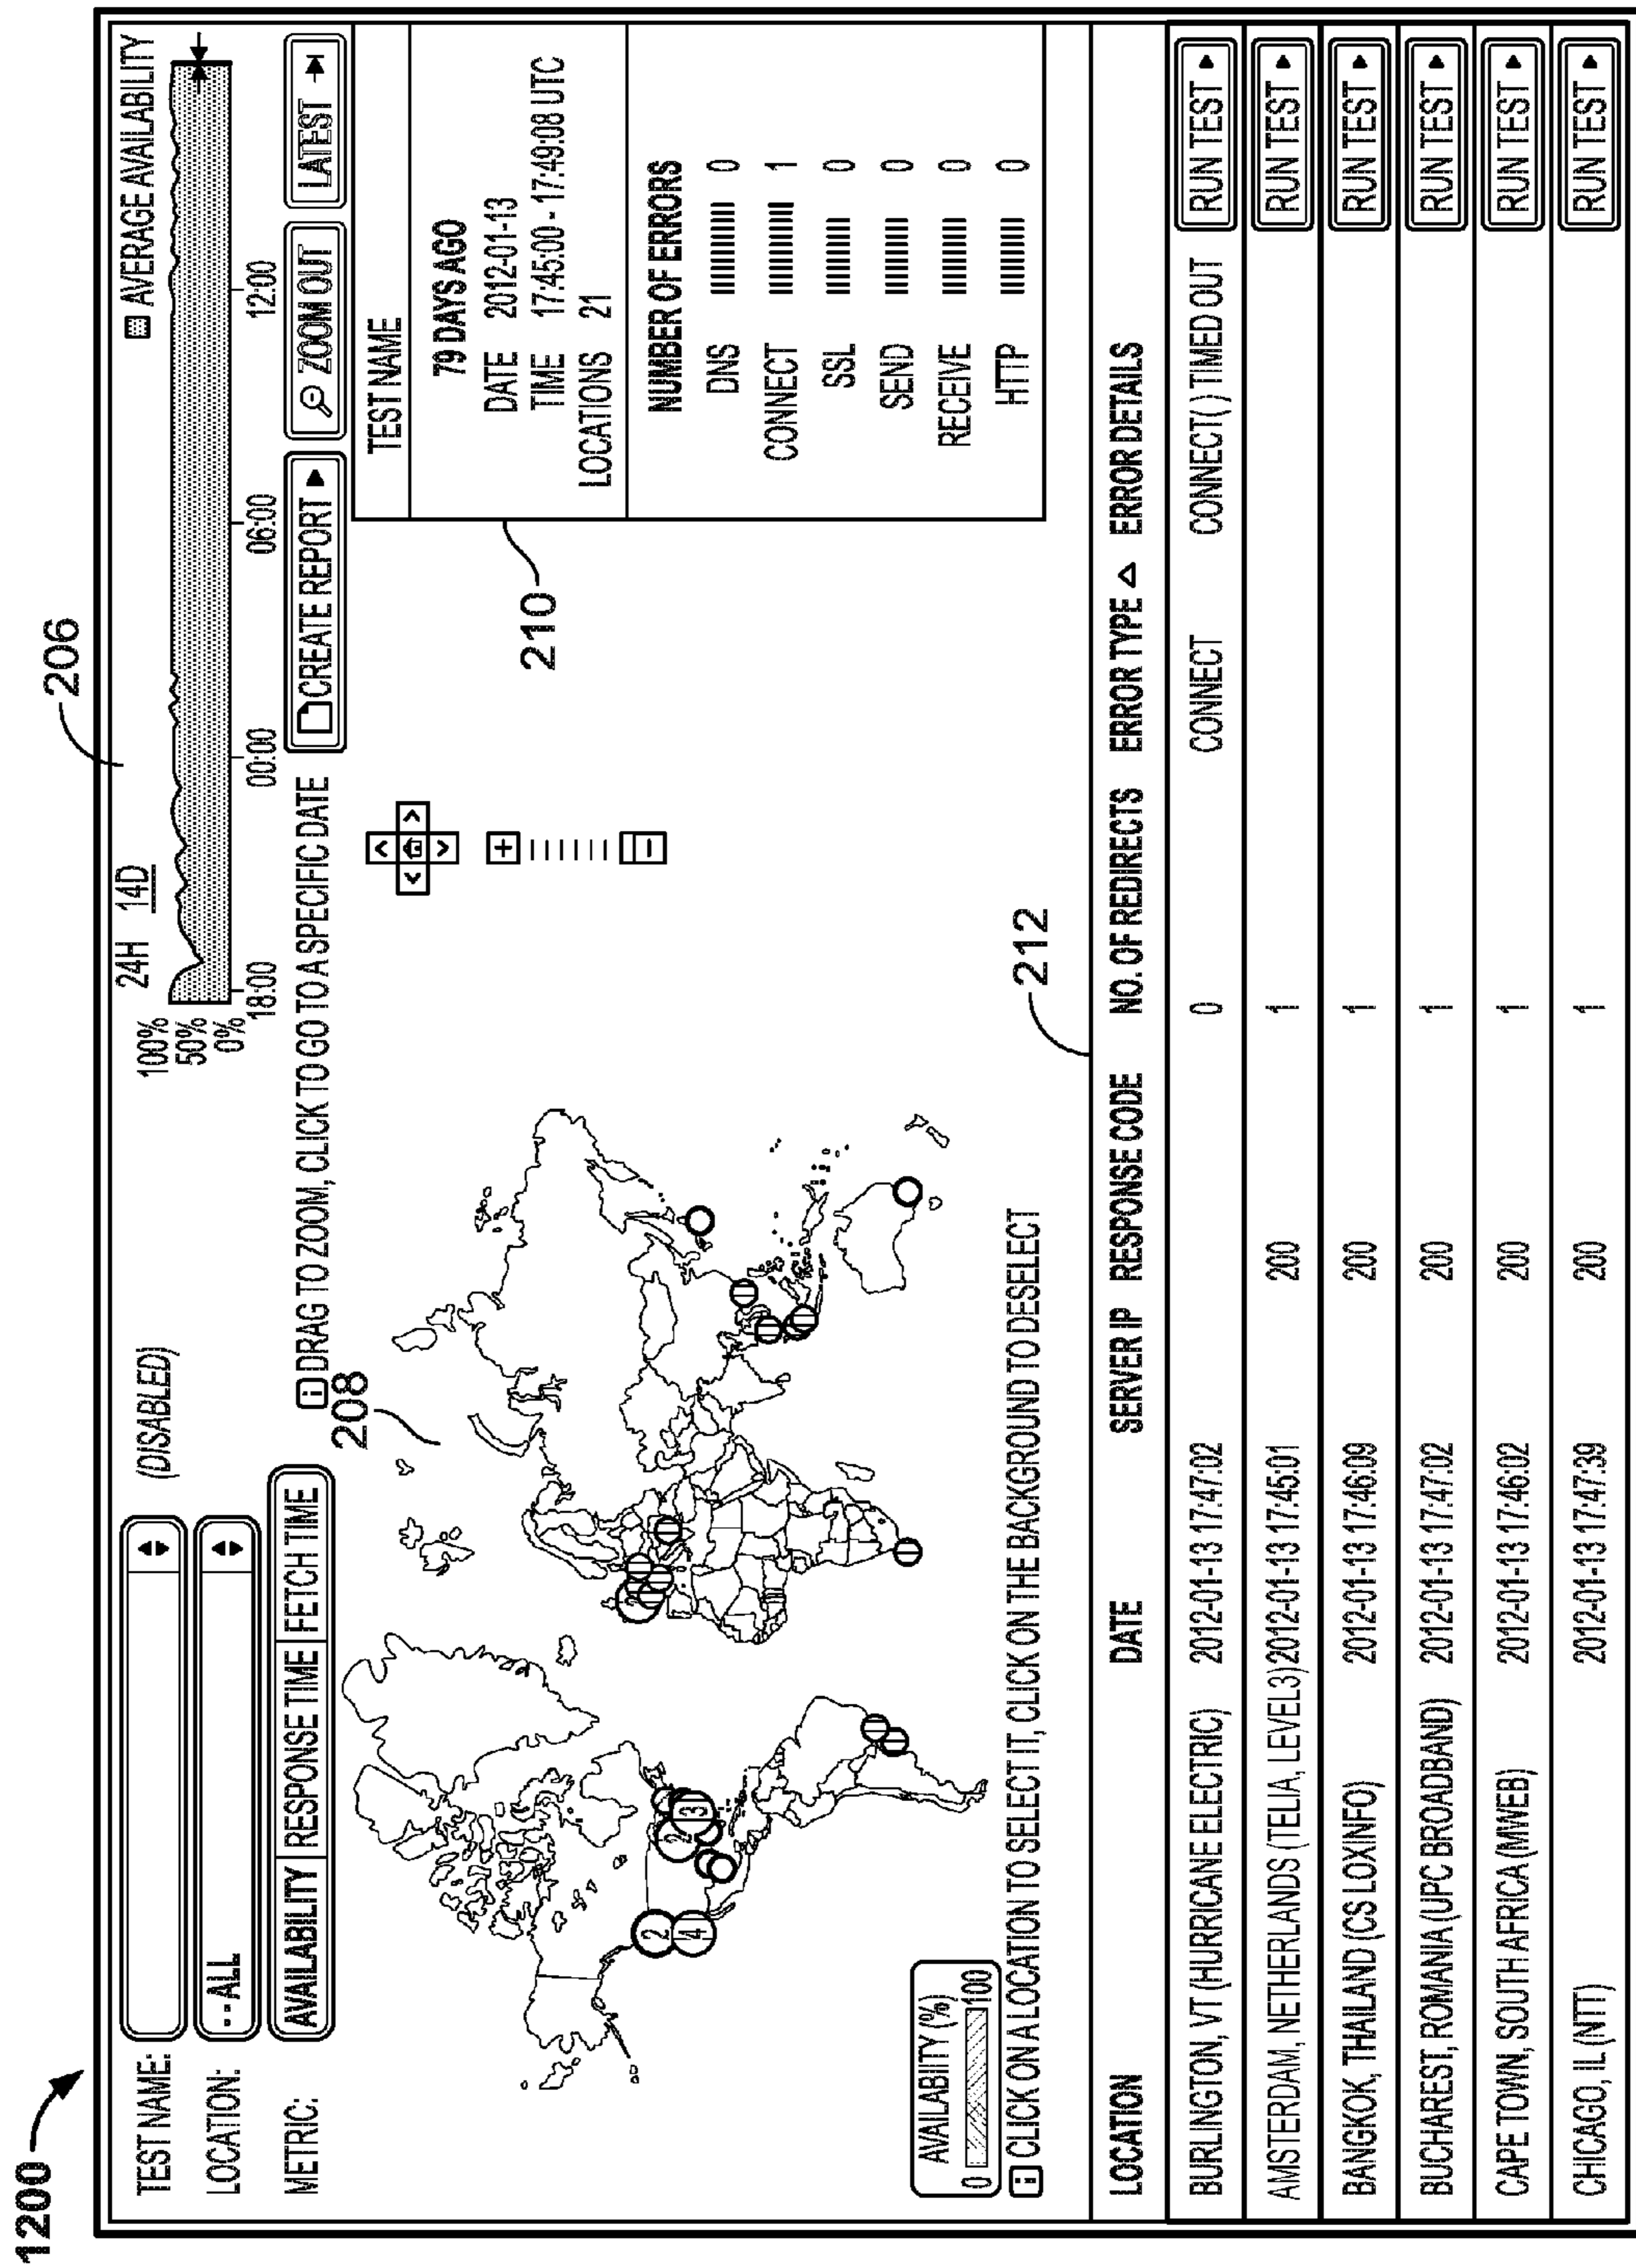 1200
206
TEST NAME:
(DISABLED)
24H 14D
AVERAGE AVAILABILITY
100%
50%
0%
18:00 00:00 06:00 12:00
LOCATION: --ALL
METRIC: AVAILABILITY RESPONSE TIME FETCH TIME
i DRAG TO ZOOM, CLICK TO GO TO A SPECIFIC DATE
CREATE REPORT
ZOOM OUT
LATEST
208
TEST NAME
79 DAYS AGO
DATE 2012-01-13
TIME 17:45:00 - 17:49:08 UTC
LOCATIONS 21
210
NUMBER OF ERRORS
DNS 0
CONNECT 1
SSL 0
SEND 0
RECEIVE 0
HTTP 0
2
4
2
3
2
AVAILABIITY (%)
0 100
i CLICK ON A LOCATION TO SELECT IT, CLICK ON THE BACKGROUND TO DESELECT
212
LOCATION DATE SERVER IP RESPONSE CODE NO. OF REDIRECTS ERROR TYPE ERROR DETAILS
BURLINGTON, VT (HURRICANE ELECTRIC) 2012-01-13 17:47:02 0 CONNECT CONNECT( ) TIMED OUT RUN TEST
AMSTERDAM, NETHERLANDS (TELIA, LEVEL3) 2012-01-13 17:45:01 200 1 RUN TEST
BANGKOK, THAILAND (CS LOXINFO) 2012-01-13 17:46:09 200 1 RUN TEST
BUCHAREST, ROMANIA (UPC BROADBAND) 2012-01-13 17:47:02 200 1 RUN TEST
CAPE TOWN, SOUTH AFRICA (MWEB) 2012-01-13 17:46:02 200 1 RUN TEST
CHICAGO, IL (NTT) 2012-01-13 17:47:39 200 1 RUN TEST